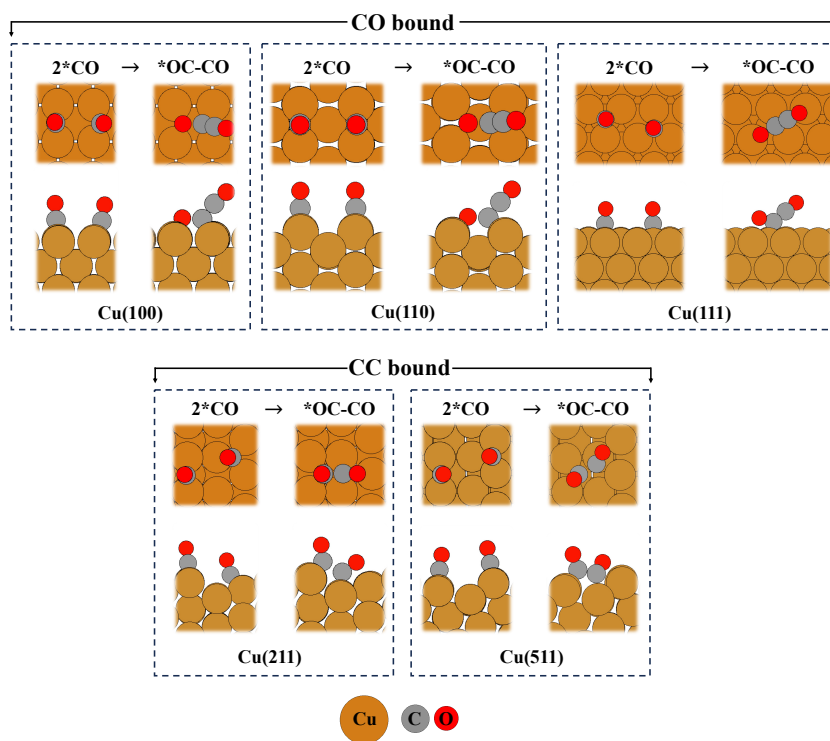 CO bound
2*CO → *OC-CO
2*CO → *OC-CO
2*CO → *OC-CO
Cu(100)
Cu(110)
Cu(111)
CC bound
2*CO → *OC-CO
2*CO → *OC-CO
Cu(211)
Cu(511)
Cu C O